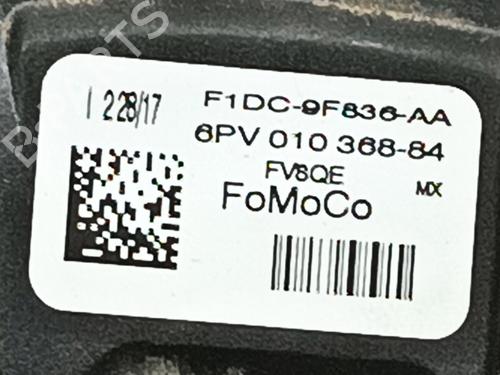 I 228/17
F1DC-9F836-AA
6PV 010 368-84
FV8QE
MX
FoMoCo